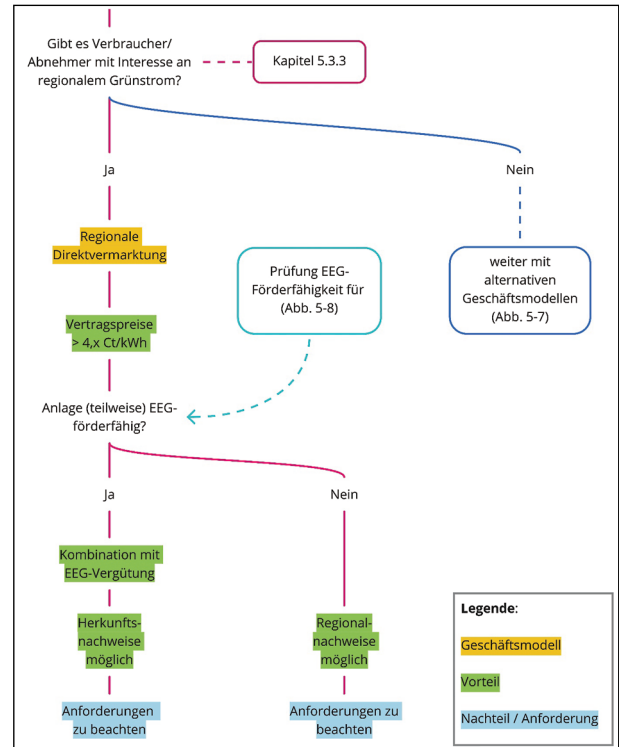 Gibt es Verbraucher/
Abnehmer mit Interesse an
regionalem Grünstrom?
Kapitel 5.3.3
Ja
Nein
Regionale
Direktvermarktung
Prüfung EEG-
Förderfähigkeit für
(Abb. 5-8)
weiter mit
alternativen
Geschäftsmodellen
(Abb. 5-7)
Vertragspreise
> 4,x Ct/kWh
Anlage (teilweise) EEG-
förderfähig?
Ja
Nein
Kombination mit
EEG-Vergütung
Herkunfts-
nachweise
möglich
Regional-
nachweise
möglich
Anforderungen
zu beachten
Anforderungen zu
beachten
Legende:
Geschäftsmodell
Vorteil
Nachteil / Anforderung